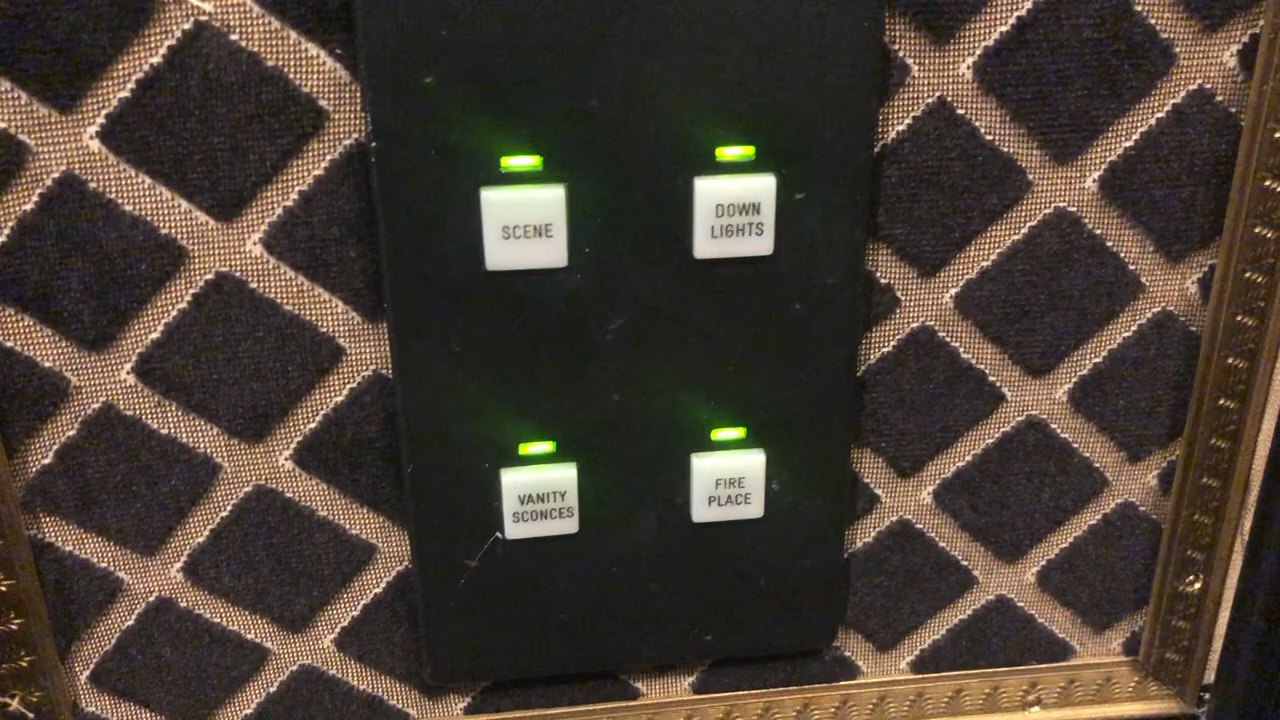 SCENE
DOWN
LIGHTS
VANITY
SCONCES
FIRE
PLACE